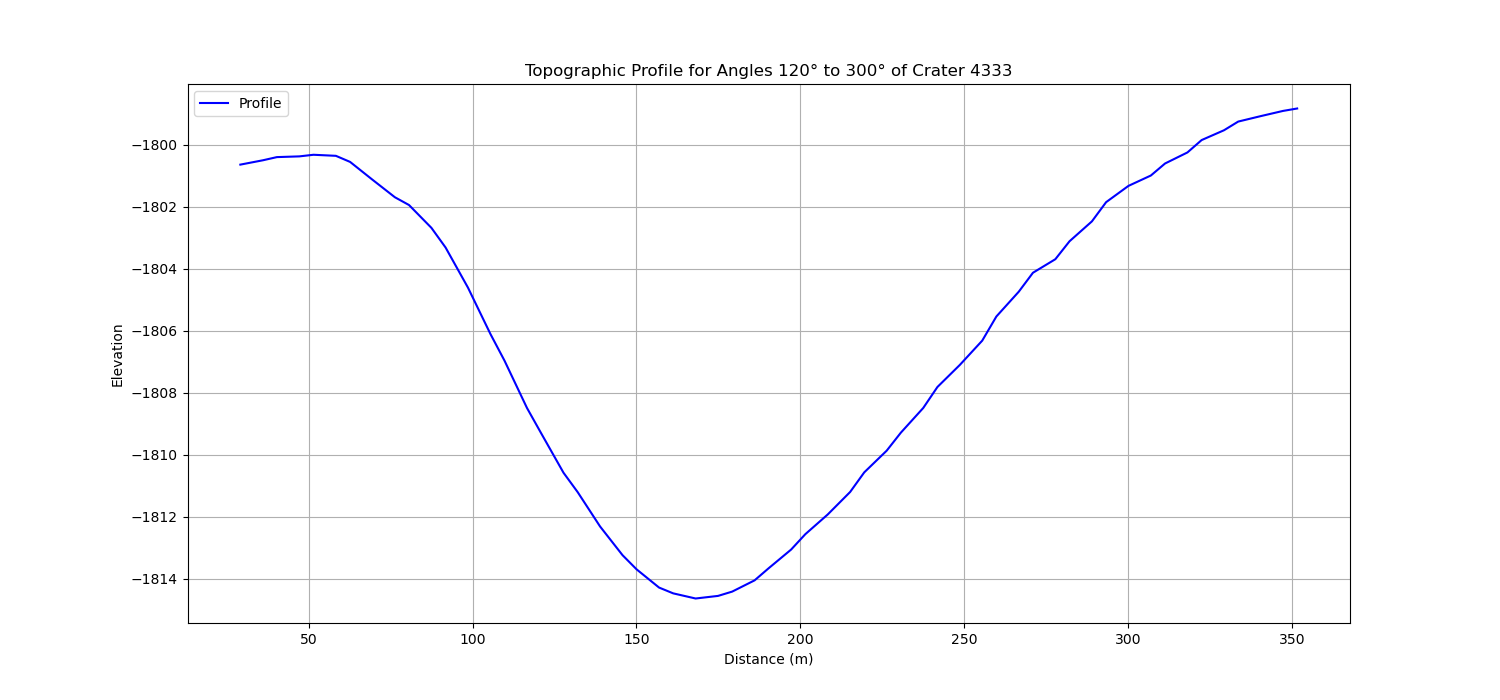 Topographic Profile for Angles 120° to 300° of Crater 4333
Profile
−1800
−1802
−1804
−1806
−1808
−1810
−1812
−1814
Elevation
50 100 150 200 250 300 350
Distance (m)